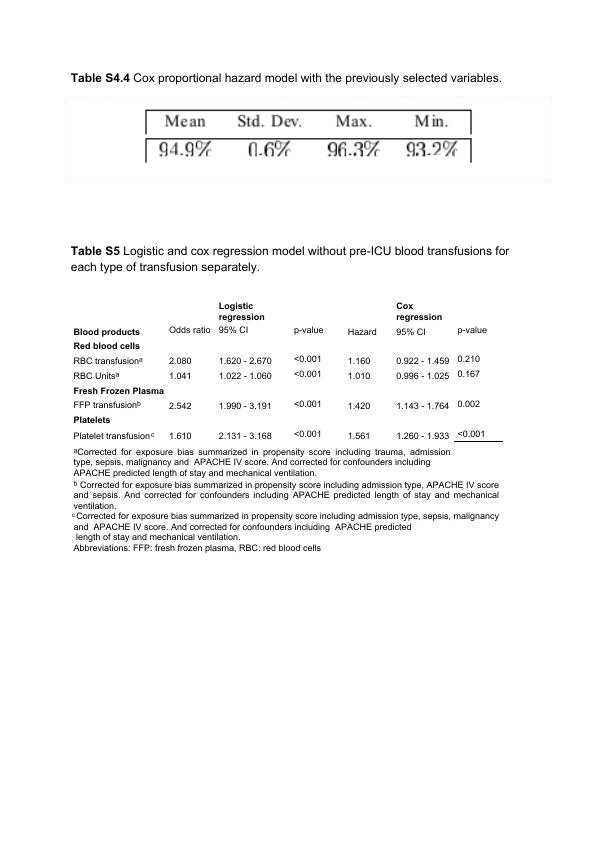 Table S4.4 Cox proportional hazard model with the previously selected variables.
Mean Std. Dev. Max. Min.
94.9% 0.6% 96.3% 93.2%
Table S5 Logistic and cox regression model without pre-ICU blood transfusions for
each type of transfusion separately.
Logistic regression Cox regression
Blood products Odds ratio 95% CI p-value Hazard 95% CI p-value
Red blood cells
RBC transfusionᵃ 2.080 1.620 - 2.670 <0.001 1.160 0.922 - 1.459 0.210
RBC Unitsᵃ 1.041 1.022 - 1.060 <0.001 1.010 0.996 - 1.025 0.167
Fresh Frozen Plasma
FFP transfusionᵇ 2.542 1.990 - 3.191 <0.001 1.420 1.143 - 1.764 0.002
Platelets
Platelet transfusionᶜ 1.610 2.131 - 3.168 <0.001 1.561 1.260 - 1.933 <0.001
ᵃCorrected for exposure bias summarized in propensity score including trauma, admission
type, sepsis, malignancy and APACHE IV score. And corrected for confounders including
APACHE predicted length of stay and mechanical ventilation.
ᵇ Corrected for exposure bias summarized in propensity score including admission type, APACHE IV score
and sepsis. And corrected for confounders including APACHE predicted length of stay and mechanical
ventilation.
ᶜCorrected for exposure bias summarized in propensity score including admission type, sepsis, malignancy
and APACHE IV score. And corrected for confounders including APACHE predicted
length of stay and mechanical ventilation.
Abbreviations: FFP: fresh frozen plasma, RBC: red blood cells